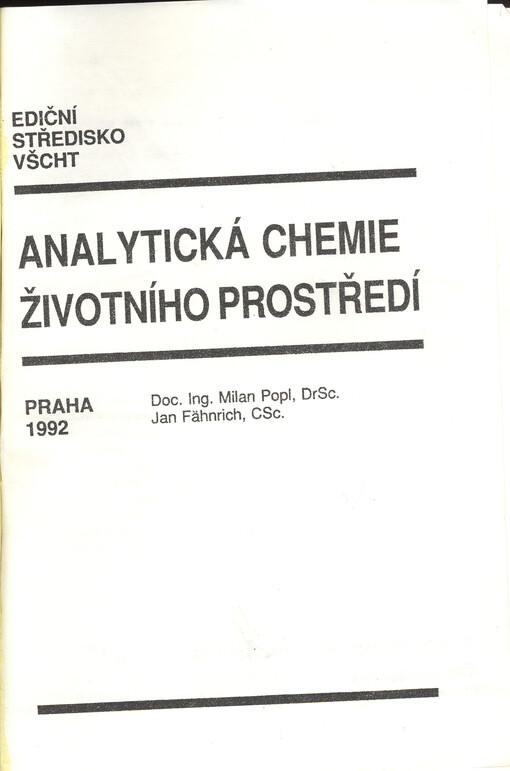 EDIČNÍ
STŘEDISKO
VŠCHT
ANALYTICKÁ CHEMIE
ŽIVOTNÍHO PROSTŘEDÍ
PRAHA
1992
Doc. Ing. Milan Popl, DrSc.
Jan Fähnrich, CSc.